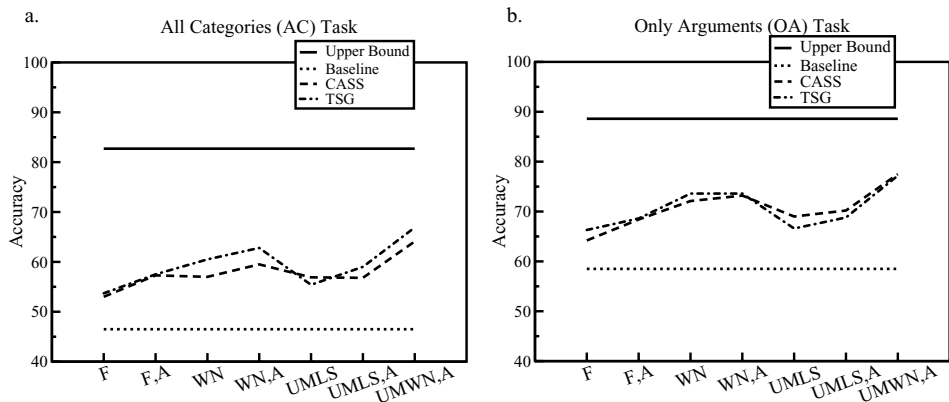 a.
All Categories (AC) Task
Upper Bound
Baseline
CASS
TSG
100
90
80
70
60
50
40
Accuracy
F
F,A
WN
WN,A
UMLS
UMLS,A
UMWN,A
b.
Only Arguments (OA) Task
Upper Bound
Baseline
CASS
TSG
100
90
80
70
60
50
40
Accuracy
F
F,A
WN
WN,A
UMLS
UMLS,A
UMWN,A